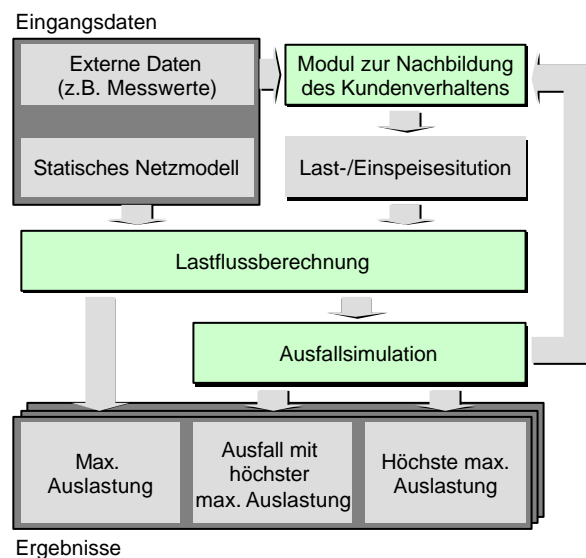 Eingangsdaten
Externe Daten
(z.B. Messwerte)
Modul zur Nachbildung
des Kundenverhaltens
Statisches Netzmodell
Last-/Einspeisesitution
Lastflussberechnung
Ausfallsimulation
Max.
Auslastung
Ausfall mit
höchster
max. Auslastung
Höchste max.
Auslastung
Ergebnisse